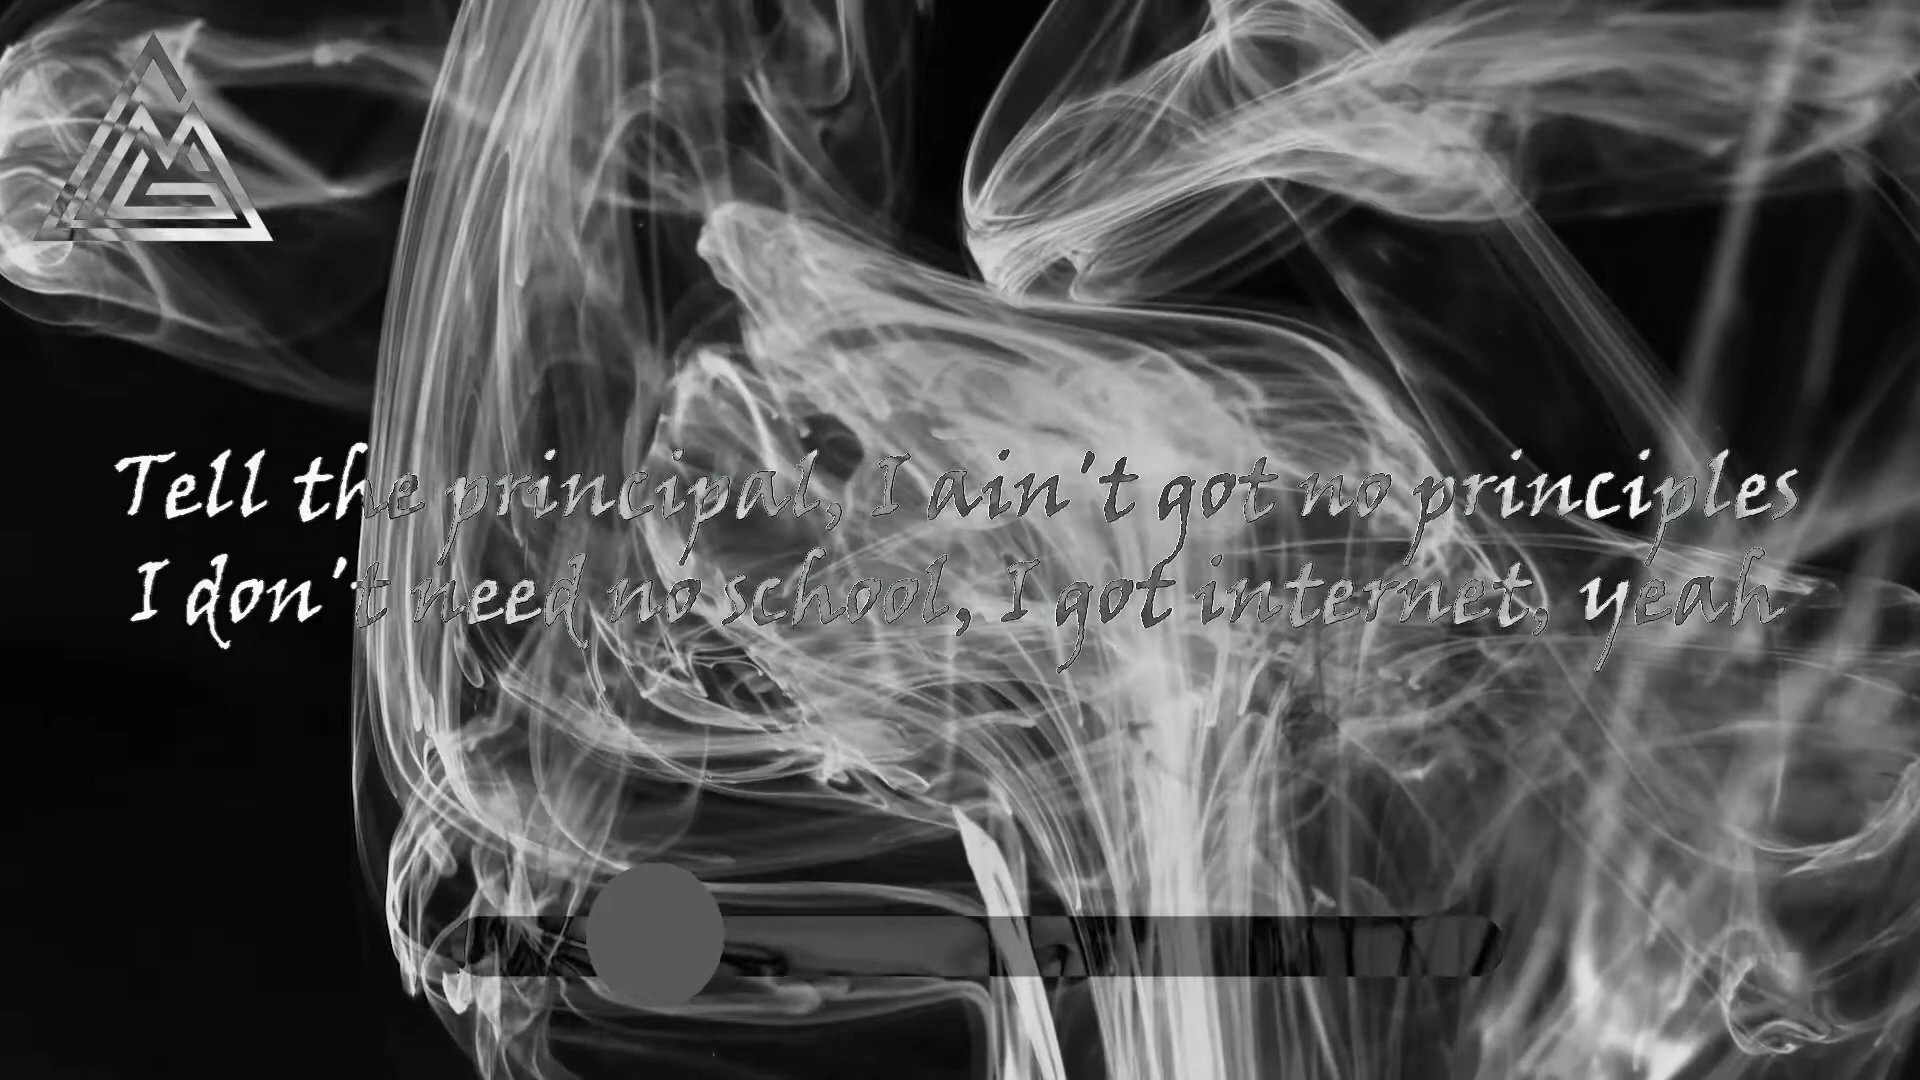 Tell the principal, I ain't got no principles
I don't need no school, I got internet, yeah